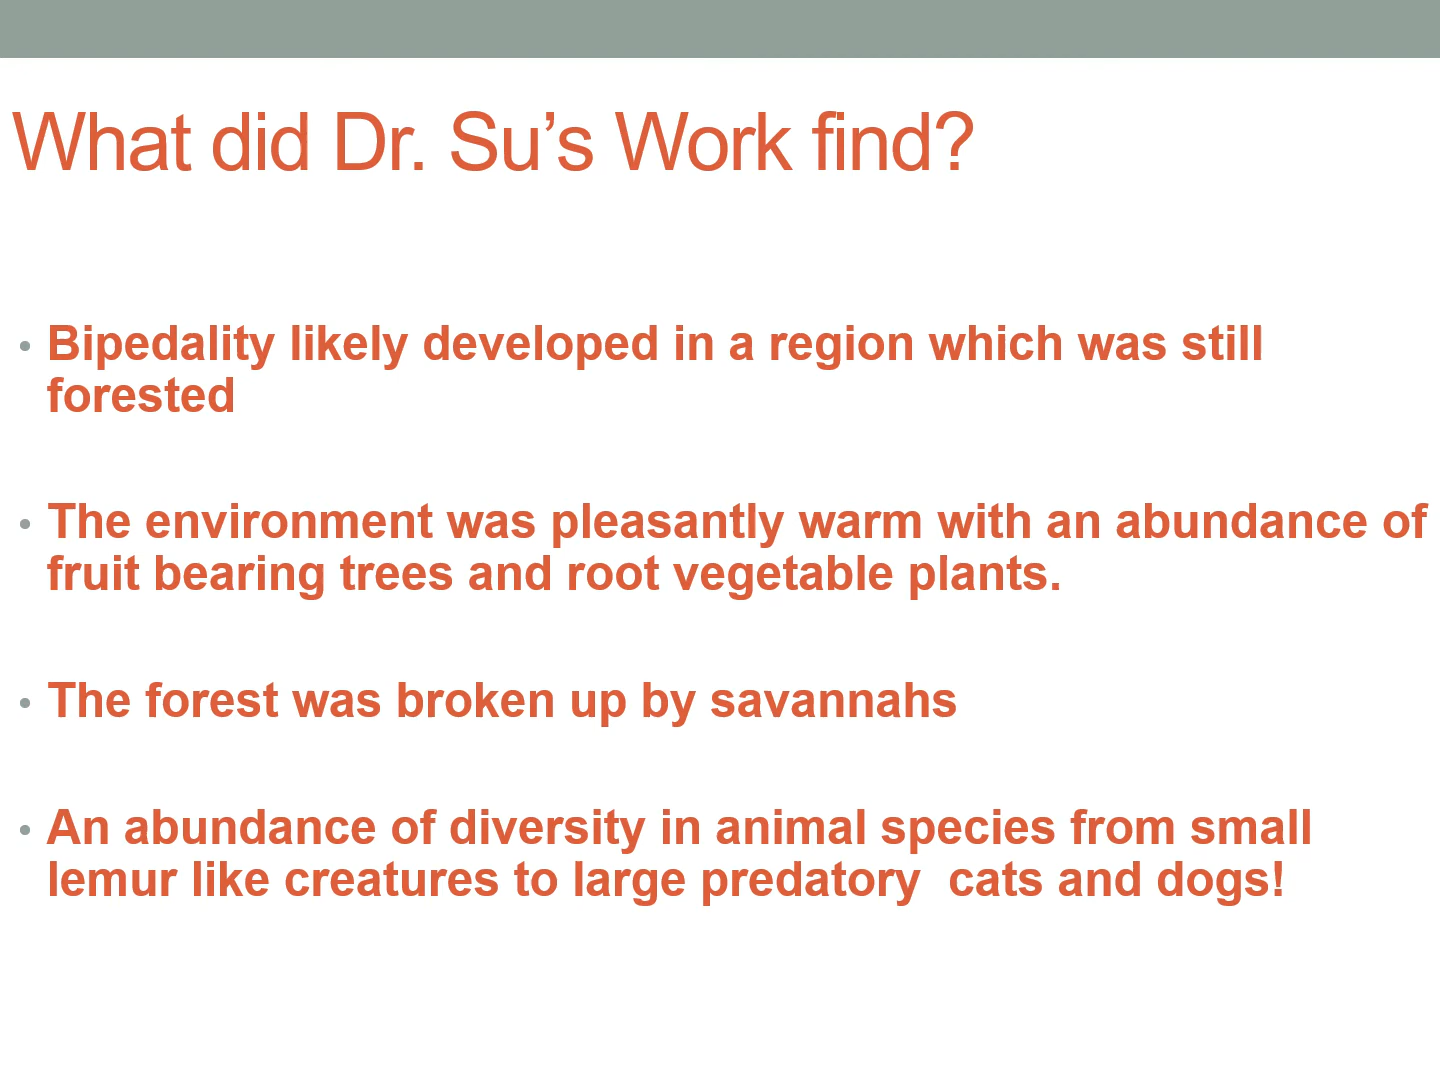 What did Dr. Su’s Work find?
• Bipedality likely developed in a region which was still
forested
• The environment was pleasantly warm with an abundance of
fruit bearing trees and root vegetable plants.
• The forest was broken up by savannahs
• An abundance of diversity in animal species from small
lemur like creatures to large predatory  cats and dogs!